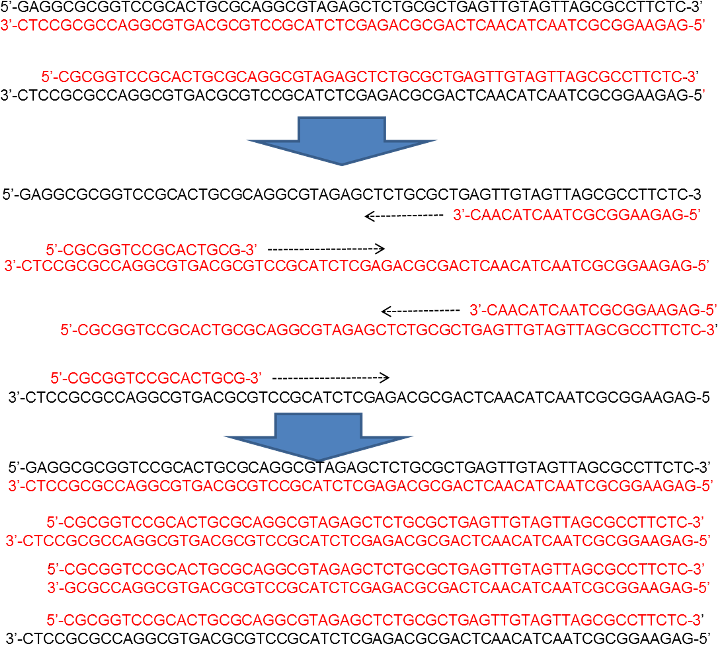 5’-GAGGCGCGGTCCGCACTGCGCAGGCGTAGAGCTCTGCGCTGAGTTGTAGTTAGCGCCTTCTC-3’
3’-CTCCGCGCCAGGCGTGACGCGTCCGCATCTCGAGACGCGACTCAACATCAATCGCGGAAGAG-5’
5’-CGCGGTCCGCACTGCGCAGGCGTAGAGCTCTGCGCTGAGTTGTAGTTAGCGCCTTCTC-3’
3’-CTCCGCGCCAGGCGTGACGCGTCCGCATCTCGAGACGCGACTCAACATCAATCGCGGAAGAG-5’
5’-GAGGCGCGGTCCGCACTGCGCAGGCGTAGAGCTCTGCGCTGAGTTGTAGTTAGCGCCTTCTC-3
3’-CAACATCAATCGCGGAAGAG-5’
5’-CGCGGTCCGCACTGCG-3’
3’-CTCCGCGCCAGGCGTGACGCGTCCGCATCTCGAGACGCGACTCAACATCAATCGCGGAAGAG-5’
3’-CAACATCAATCGCGGAAGAG-5’
5’-CGCGGTCCGCACTGCGCAGGCGTAGAGCTCTGCGCTGAGTTGTAGTTAGCGCCTTCTC-3’
5’-CGCGGTCCGCACTGCG-3’
3’-CTCCGCGCCAGGCGTGACGCGTCCGCATCTCGAGACGCGACTCAACATCAATCGCGGAAGAG-5
5’-GAGGCGCGGTCCGCACTGCGCAGGCGTAGAGCTCTGCGCTGAGTTGTAGTTAGCGCCTTCTC-3’
3’-CTCCGCGCCAGGCGTGACGCGTCCGCATCTCGAGACGCGACTCAACATCAATCGCGGAAGAG-5’
5’-CGCGGTCCGCACTGCGCAGGCGTAGAGCTCTGCGCTGAGTTGTAGTTAGCGCCTTCTC-3’
3’-CTCCGCGCCAGGCGTGACGCGTCCGCATCTCGAGACGCGACTCAACATCAATCGCGGAAGAG-5’
5’-CGCGGTCCGCACTGCGCAGGCGTAGAGCTCTGCGCTGAGTTGTAGTTAGCGCCTTCTC-3’
3’-GCGCCAGGCGTGACGCGTCCGCATCTCGAGACGCGACTCAACATCAATCGCGGAAGAG-5’
5’-CGCGGTCCGCACTGCGCAGGCGTAGAGCTCTGCGCTGAGTTGTAGTTAGCGCCTTCTC-3’
3’-CTCCGCGCCAGGCGTGACGCGTCCGCATCTCGAGACGCGACTCAACATCAATCGCGGAAGAG-5’